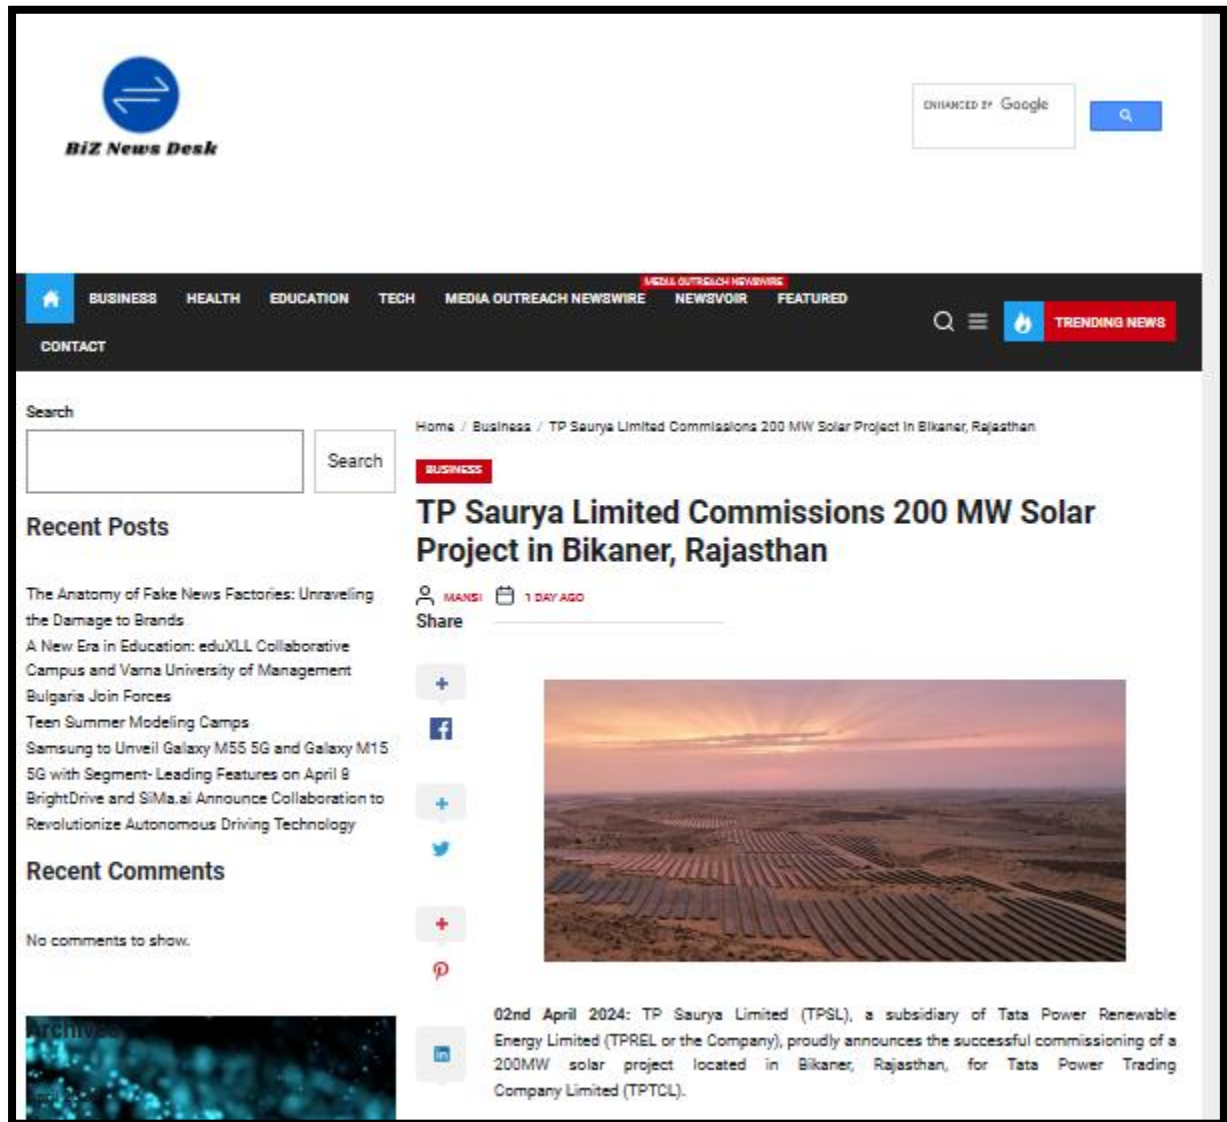 BiZ News Desk
ENHANCED BY Google
MEDIA OUTREACH NEWSWIRE
BUSINESS HEALTH EDUCATION TECH MEDIA OUTREACH NEWSWIRE NEWSVOIR FEATURED
CONTACT
TRENDING NEWS
Search
Search
Recent Posts
The Anatomy of Fake News Factories: Unraveling
the Damage to Brands
A New Era in Education: eduXLL Collaborative
Campus and Varna University of Management
Bulgaria Join Forces
Teen Summer Modeling Camps
Samsung to Unveil Galaxy M55 5G and Galaxy M15
5G with Segment- Leading Features on April 8
BrightDrive and SiMa.ai Announce Collaboration to
Revolutionize Autonomous Driving Technology
Recent Comments
No comments to show.
Archives
Home / Business / TP Saurya Limited Commissions 200 MW Solar Project in Bikaner, Rajasthan
BUSINESS
TP Saurya Limited Commissions 200 MW Solar
Project in Bikaner, Rajasthan
MANSI 1 DAY AGO
Share
02nd April 2024: TP Saurya Limited (TPSL), a subsidiary of Tata Power Renewable
Energy Limited (TPREL or the Company), proudly announces the successful commissioning of a
200MW solar project located in Bikaner, Rajasthan, for Tata Power Trading
Company Limited (TPTCL).